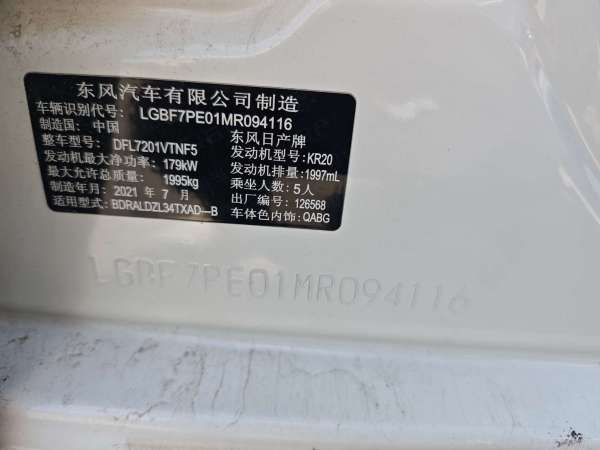 东风汽车有限公司制造
车辆识别代号: LGBF7PE01MR094116
制造国: 中国 东风日产牌
整车型号: DFL7201VTNF5 发动机型号: KR20
发动机最大净功率: 179kW 发动机排量: 1997mL
最大允许总质量: 1995kg 乘坐人数: 5人
制造年月: 2021 年 7 月 出厂编号: 126568
适用型式: BDRALDZL34TXAD—B 车体色内饰: QABG
LGBF7PE01MR094116